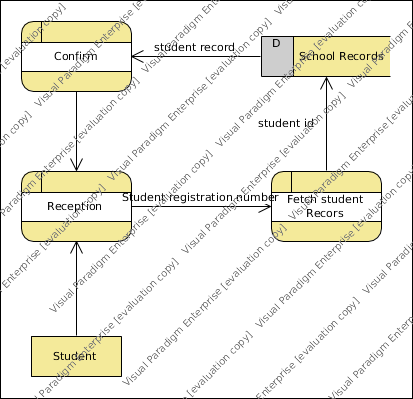 Confirm
student record
D
School Records
student id
Reception
Student registration number
Fetch student
Recors
Student
Visual Paradigm Enterprise [evaluation copy]